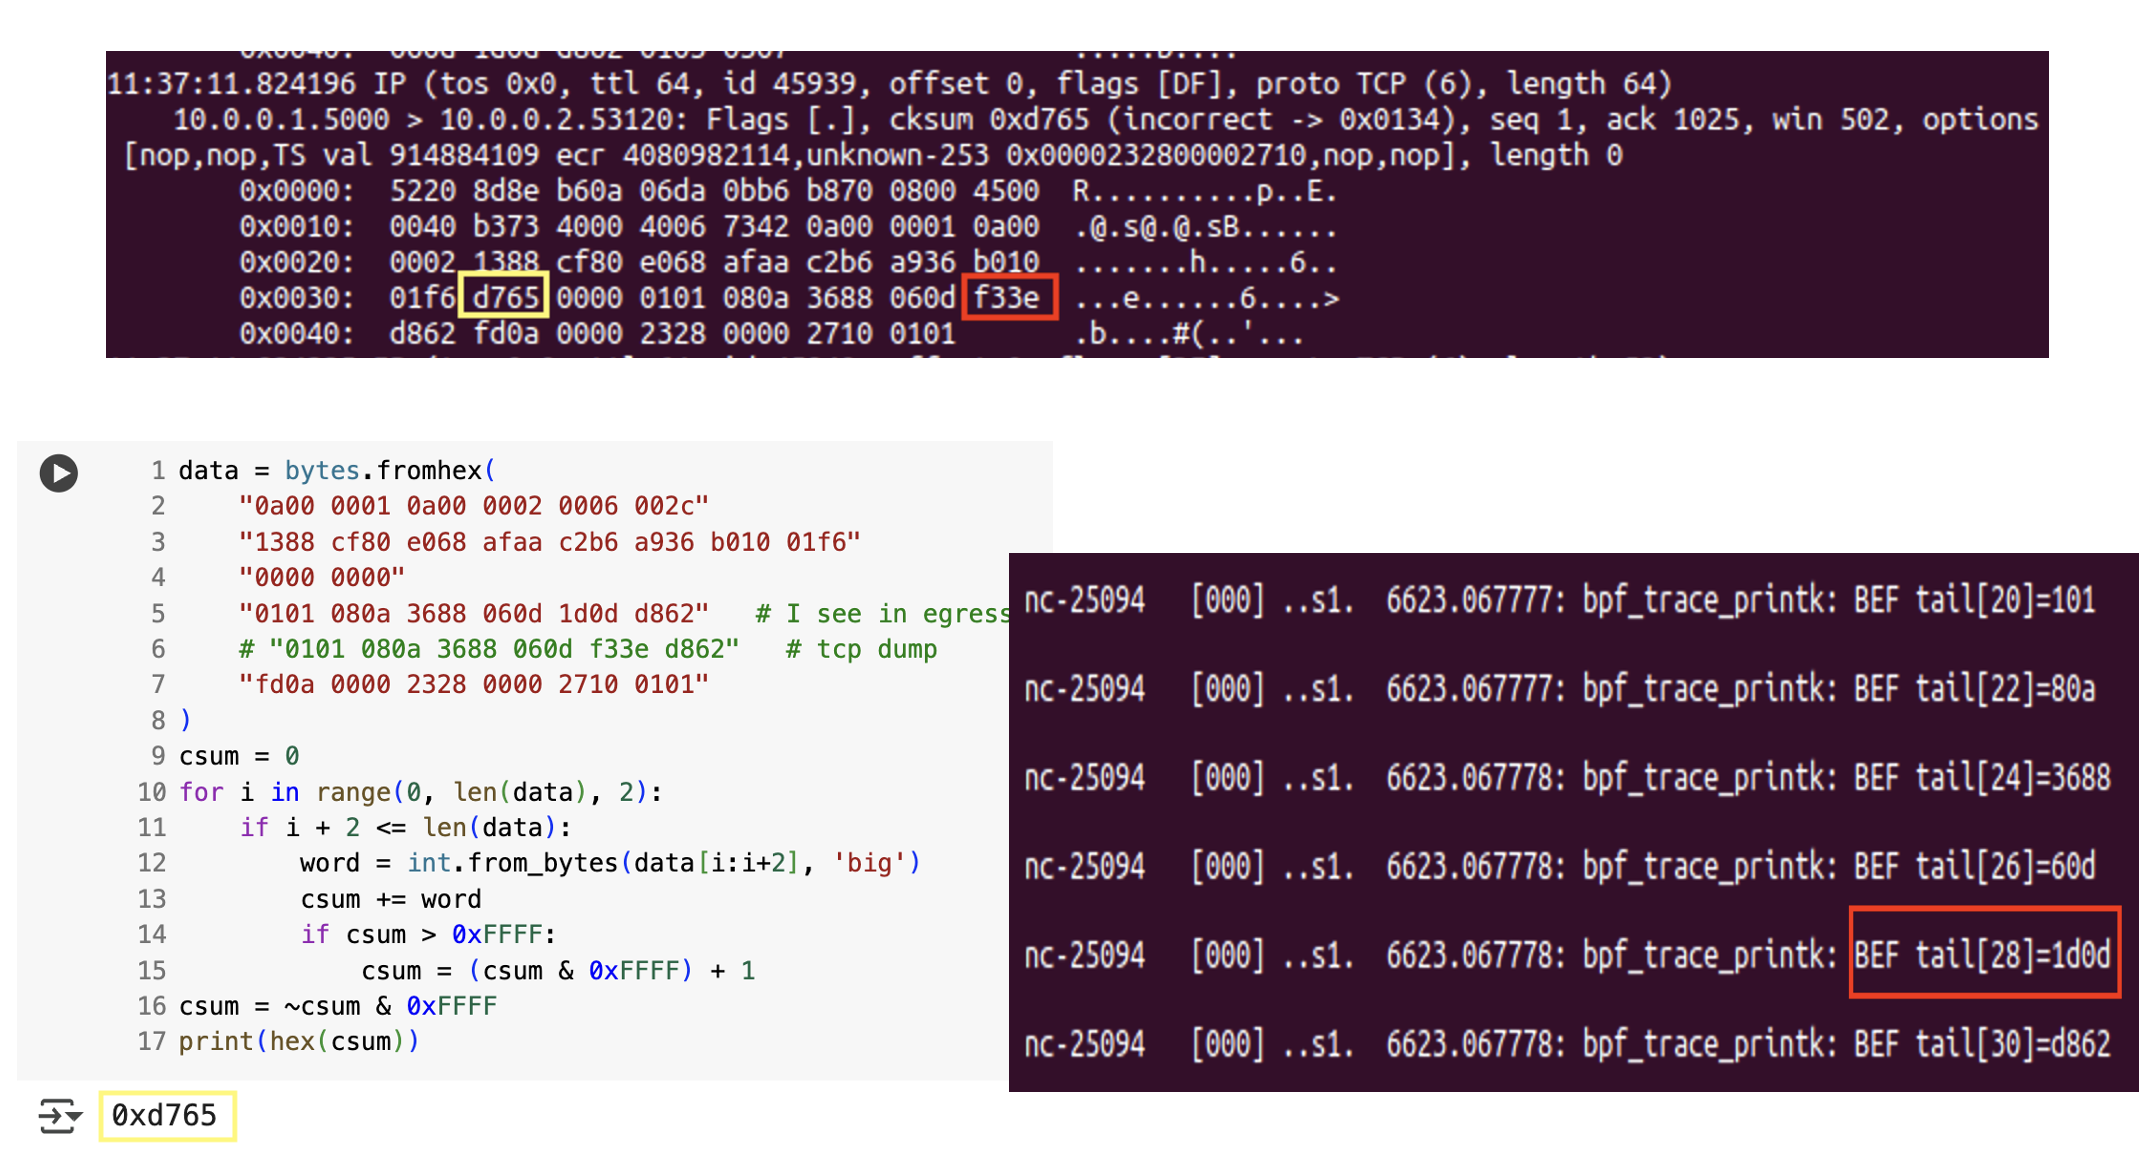 11:37:11.824196 IP (tos 0x0, ttl 64, id 45939, offset 0, flags [DF], proto TCP (6), length 64)
10.0.0.1.5000 > 10.0.0.2.53120: Flags [.], cksum 0xd765 (incorrect -> 0x0134), seq 1, ack 1025, win 502, options
[nop,nop,TS val 914884109 ecr 4080982114,unknown-253 0x0000232800002710,nop,nop], length 0
0x0000: 5220 8d8e b60a 06da 0bb6 b870 0800 4500 R..........p..E.
0x0010: 0040 b373 4000 4006 7342 0a00 0001 0a00 .@.s@.@.sB......
0x0020: 0002 1388 cf80 e068 afaa c2b6 a936 b010 .......h.....6..
0x0030: 01f6 d765 0000 0101 080a 3688 060d f33e ...e......6....>
0x0040: d862 fd0a 0000 2328 0000 2710 0101 .b....#(..'...
1 data = bytes.fromhex(
2 "0a00 0001 0a00 0002 0006 002c"
3 "1388 cf80 e068 afaa c2b6 a936 b010 01f6"
4 "0000 0000"
5 "0101 080a 3688 060d 1d0d d862" # I see in egress
6 # "0101 080a 3688 060d f33e d862" # tcp dump
7 "fd0a 0000 2328 0000 2710 0101"
8 )
9 csum = 0
10 for i in range(0, len(data), 2):
11 if i + 2 <= len(data):
12 word = int.from_bytes(data[i:i+2], 'big')
13 csum += word
14 if csum > 0xFFFF:
15 csum = (csum & 0xFFFF) + 1
16 csum = ~csum & 0xFFFF
17 print(hex(csum))
0xd765
nc-25094 [000] ..s1. 6623.067777: bpf_trace_printk: BEF tail[20]=101
nc-25094 [000] ..s1. 6623.067777: bpf_trace_printk: BEF tail[22]=80a
nc-25094 [000] ..s1. 6623.067778: bpf_trace_printk: BEF tail[24]=3688
nc-25094 [000] ..s1. 6623.067778: bpf_trace_printk: BEF tail[26]=60d
nc-25094 [000] ..s1. 6623.067778: bpf_trace_printk: BEF tail[28]=1d0d
nc-25094 [000] ..s1. 6623.067778: bpf_trace_printk: BEF tail[30]=d862